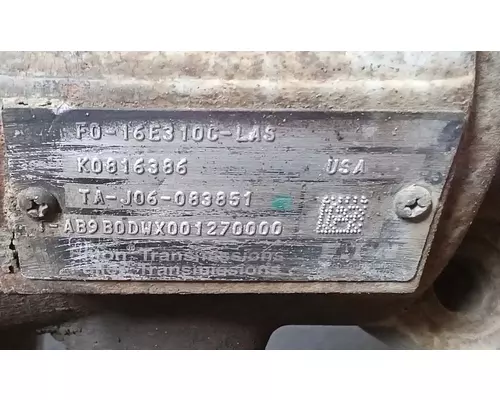 FO-16E310C-LAS
K0816386 USA
TA-J06-083851
-AB9B0DWX001270000
Transmissions
Transmissions